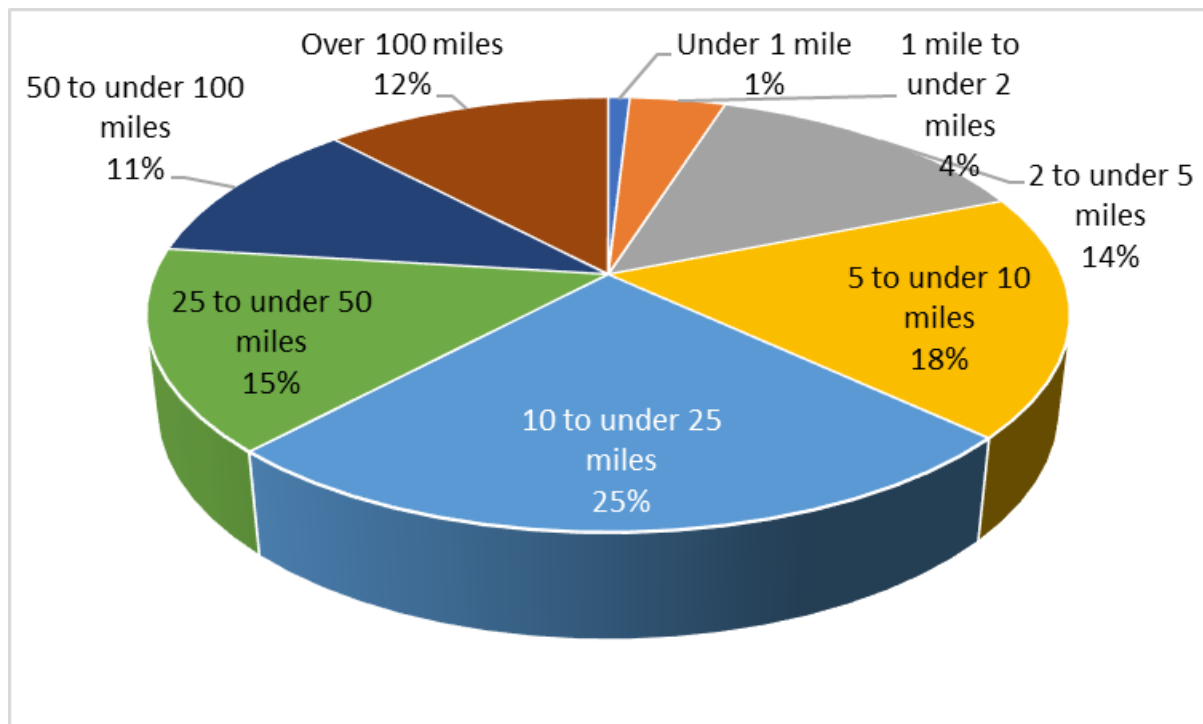 Over 100 miles
12%
Under 1 mile
1%
1 mile to
under 2
miles
4%
2 to under 5
miles
14%
5 to under 10
miles
18%
10 to under 25
miles
25%
25 to under 50
miles
15%
50 to under 100
miles
11%